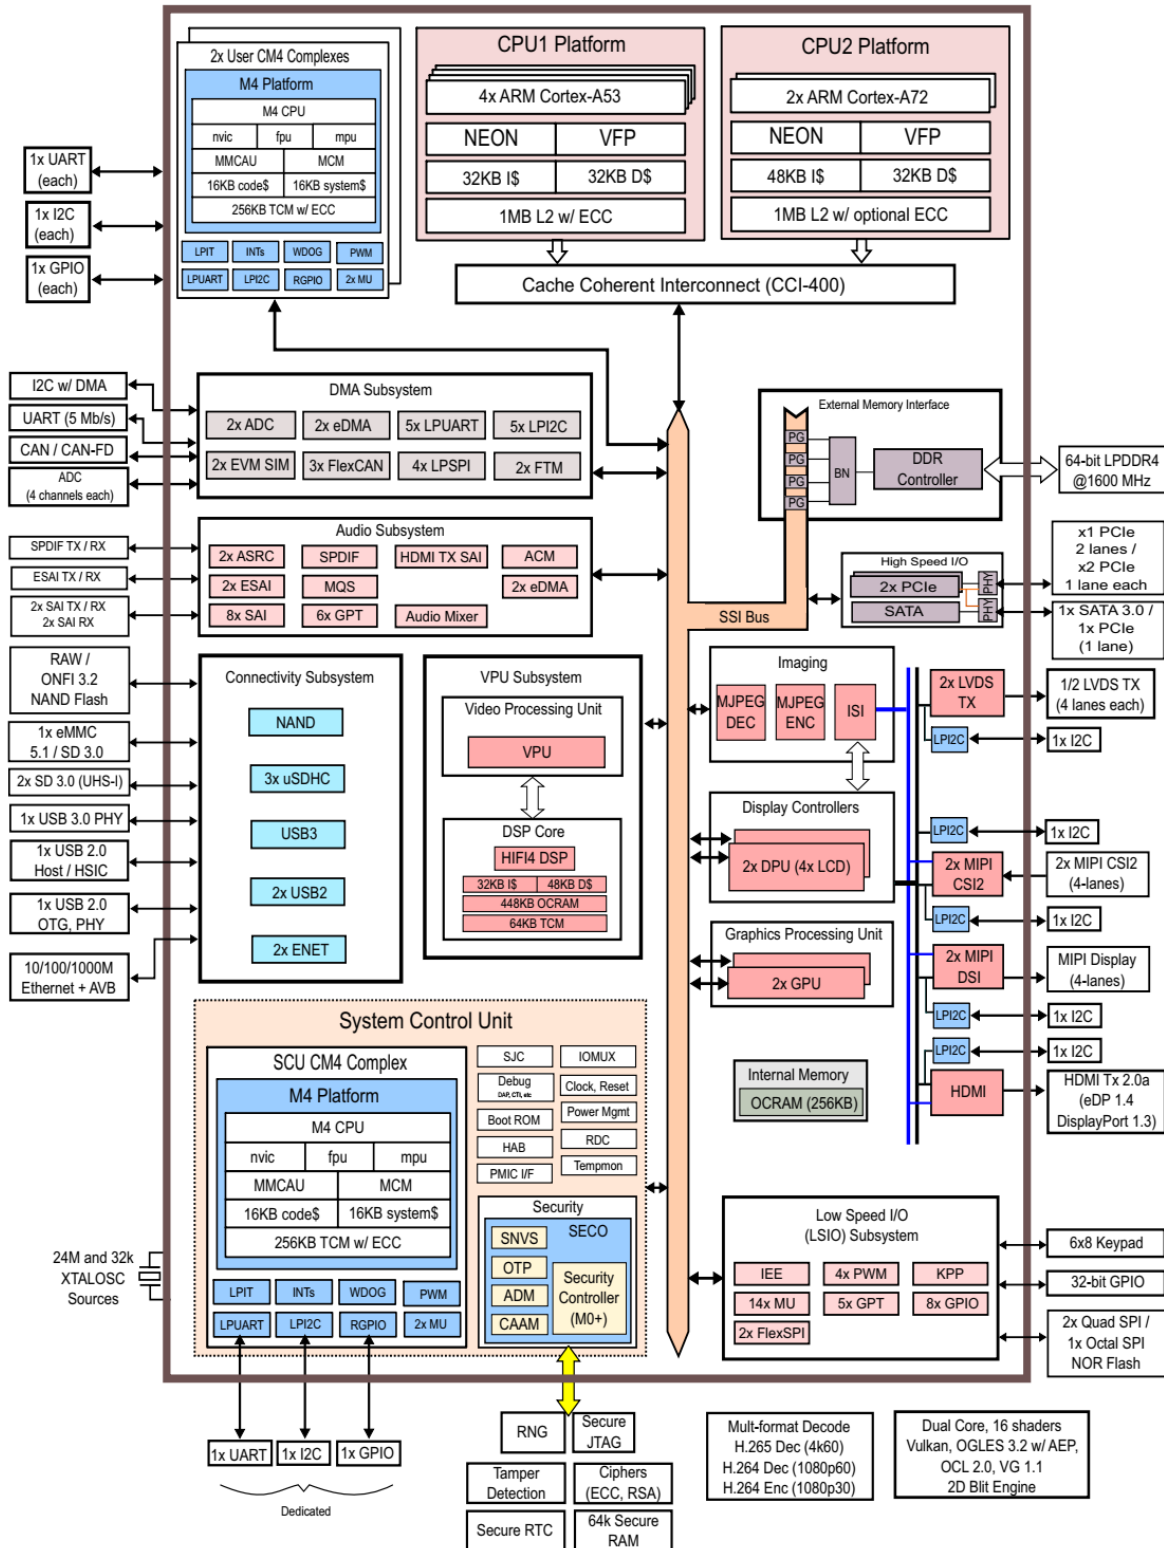 2x User CM4 Complexes
M4 Platform
M4 CPU
nvic
fpu
mpu
MMCAU
MCM
16KB code$
16KB system$
256KB TCM w/ ECC
LPIT
INTs
WDOG
PWM
LPUART
LPI2C
RGPIO
2x MU
1x UART
(each)
1x I2C
(each)
1x GPIO
(each)
CPU1 Platform
4x ARM Cortex-A53
NEON
VFP
32KB I$
32KB D$
1MB L2 w/ ECC
CPU2 Platform
2x ARM Cortex-A72
NEON
VFP
48KB I$
32KB D$
1MB L2 w/ optional ECC
Cache Coherent Interconnect (CCI-400)
I2C w/ DMA
UART (5 Mb/s)
CAN / CAN-FD
ADC
(4 channels each)
DMA Subsystem
2x ADC
2x eDMA
5x LPUART
5x LPI2C
2x EVM SIM
3x FlexCAN
4x LPSPI
2x FTM
External Memory Interface
PG
PG
PG
PG
BN
DDR
Controller
64-bit LPDDR4
@1600 MHz
SPDIF TX / RX
ESAI TX / RX
2x SAI TX / RX
2x SAI RX
Audio Subsystem
2x ASRC
SPDIF
HDMI TX SAI
ACM
2x ESAI
MQS
2x eDMA
8x SAI
6x GPT
Audio Mixer
SSI Bus
High Speed I/O
2x PCIe
SATA
PHY
PHY
x1 PCIe
2 lanes /
x2 PCIe
1 lane each
1x SATA 3.0 /
1x PCIe
(1 lane)
RAW /
ONFI 3.2
NAND Flash
1x eMMC
5.1 / SD 3.0
2x SD 3.0 (UHS-I)
1x USB 3.0 PHY
1x USB 2.0
Host / HSIC
1x USB 2.0
OTG, PHY
10/100/1000M
Ethernet + AVB
Connectivity Subsystem
NAND
3x uSDHC
USB3
2x USB2
2x ENET
VPU Subsystem
Video Processing Unit
VPU
DSP Core
HIFI4 DSP
32KB I$
48KB D$
448KB OCRAM
64KB TCM
Imaging
MJPEG
DEC
MJPEG
ENC
ISI
Display Controllers
2x DPU (4x LCD)
Graphics Processing Unit
2x GPU
Internal Memory
OCRAM (256KB)
2x LVDS
TX
LPI2C
LPI2C
2x MIPI
CSI2
LPI2C
2x MIPI
DSI
LPI2C
LPI2C
HDMI
1/2 LVDS TX
(4 lanes each)
1x I2C
1x I2C
2x MIPI CSI2
(4-lanes)
1x I2C
MIPI Display
(4-lanes)
1x I2C
1x I2C
HDMI Tx 2.0a
(eDP 1.4
DisplayPort 1.3)
System Control Unit
SCU CM4 Complex
M4 Platform
M4 CPU
nvic
fpu
mpu
MMCAU
MCM
16KB code$
16KB system$
256KB TCM w/ ECC
LPIT
INTs
WDOG
PWM
LPUART
LPI2C
RGPIO
2x MU
SJC
IOMUX
Debug
DAP, CTI, etc
Clock, Reset
Boot ROM
Power Mgmt
HAB
RDC
PMIC I/F
Tempmon
Security
SECO
SNVS
OTP
ADM
CAAM
Security
Controller
(M0+)
24M and 32k
XTALOSC
Sources
Low Speed I/O
(LSIO) Subsystem
IEE
4x PWM
KPP
14x MU
5x GPT
8x GPIO
2x FlexSPI
6x8 Keypad
32-bit GPIO
2x Quad SPI /
1x Octal SPI
NOR Flash
1x UART
1x I2C
1x GPIO
Dedicated
RNG
Secure
JTAG
Tamper
Detection
Ciphers
(ECC, RSA)
Secure RTC
64k Secure
RAM
Mult-format Decode
H.265 Dec (4k60)
H.264 Dec (1080p60)
H.264 Enc (1080p30)
Dual Core, 16 shaders
Vulkan, OGLES 3.2 w/ AEP,
OCL 2.0, VG 1.1
2D Blit Engine